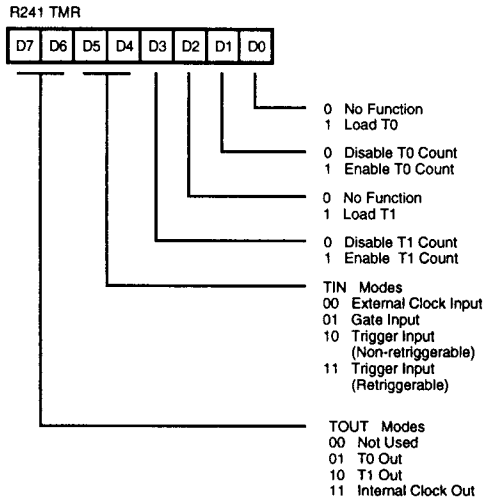 R241 TMR
D7 D6 D5 D4 D3 D2 D1 D0
0 No Function
1 Load T0
0 Disable T0 Count
1 Enable T0 Count
0 No Function
1 Load T1
0 Disable T1 Count
1 Enable T1 Count
TIN Modes
00 External Clock Input
01 Gate Input
10 Trigger Input
(Non-retriggerable)
11 Trigger Input
(Retriggerable)
TOUT Modes
00 Not Used
01 T0 Out
10 T1 Out
11 Internal Clock Out